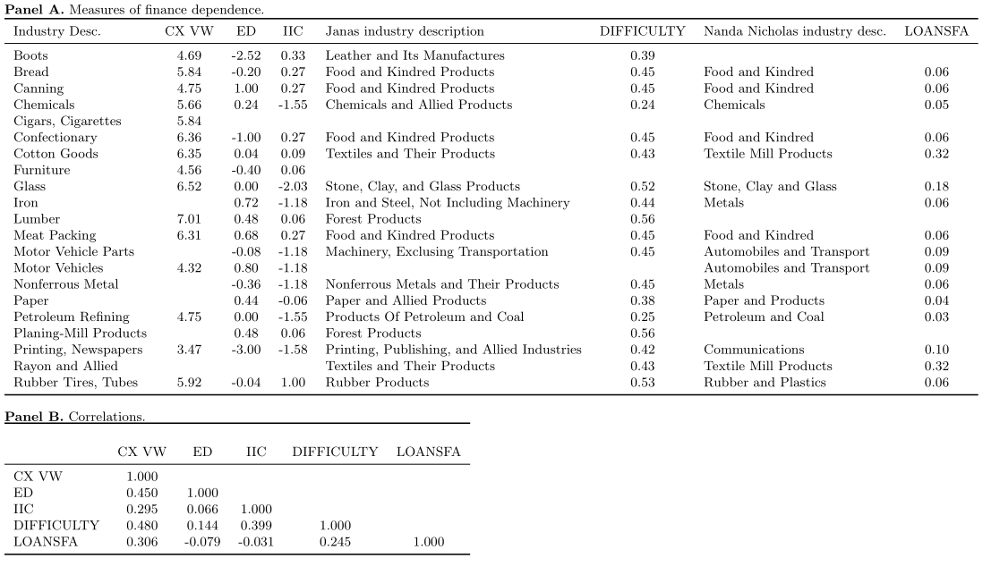 Panel A. Measures of finance dependence.
Industry Desc. CX VW ED IIC Janas industry description DIFFICULTY Nanda Nicholas industry desc. LOANSFA
Boots 4.69 -2.52 0.33 Leather and Its Manufactures 0.39
Bread 5.84 -0.20 0.27 Food and Kindred Products 0.45 Food and Kindred 0.06
Canning 4.75 1.00 0.27 Food and Kindred Products 0.45 Food and Kindred 0.06
Chemicals 5.66 0.24 -1.55 Chemicals and Allied Products 0.24 Chemicals 0.05
Cigars, Cigarettes 5.84
Confectionary 6.36 -1.00 0.27 Food and Kindred Products 0.45 Food and Kindred 0.06
Cotton Goods 6.35 0.04 0.09 Textiles and Their Products 0.43 Textile Mill Products 0.32
Furniture 4.56 -0.40 0.06
Glass 6.52 0.00 -2.03 Stone, Clay, and Glass Products 0.52 Stone, Clay and Glass 0.18
Iron 0.72 -1.18 Iron and Steel, Not Including Machinery 0.44 Metals 0.06
Lumber 7.01 0.48 0.06 Forest Products 0.56
Meat Packing 6.31 0.68 0.27 Food and Kindred Products 0.45 Food and Kindred 0.06
Motor Vehicle Parts -0.08 -1.18 Machinery, Exclusing Transportation 0.45 Automobiles and Transport 0.09
Motor Vehicles 4.32 0.80 -1.18 Automobiles and Transport 0.09
Nonferrous Metal -0.36 -1.18 Nonferrous Metals and Their Products 0.45 Metals 0.06
Paper 0.44 -0.06 Paper and Allied Products 0.38 Paper and Products 0.04
Petroleum Refining 4.75 0.00 -1.55 Products Of Petroleum and Coal 0.25 Petroleum and Coal 0.03
Planing-Mill Products 0.48 0.06 Forest Products 0.56
Printing, Newspapers 3.47 -3.00 -1.58 Printing, Publishing, and Allied Industries 0.42 Communications 0.10
Rayon and Allied Textiles and Their Products 0.43 Textile Mill Products 0.32
Rubber Tires, Tubes 5.92 -0.04 1.00 Rubber Products 0.53 Rubber and Plastics 0.06
Panel B. Correlations.
CX VW ED IIC DIFFICULTY LOANSFA
CX VW 1.000
ED 0.450 1.000
IIC 0.295 0.066 1.000
DIFFICULTY 0.480 0.144 0.399 1.000
LOANSFA 0.306 -0.079 -0.031 0.245 1.000